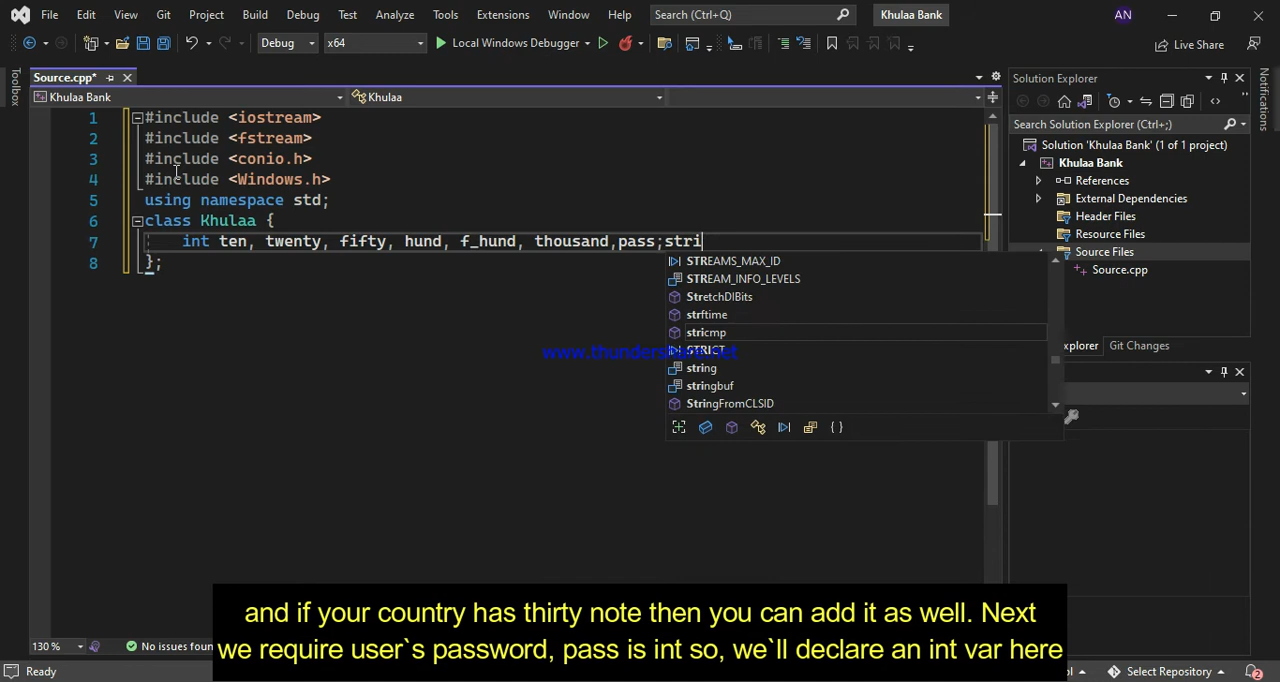 File Edit View Git Project Build Debug Test Analyze Tools Extensions Window Help Search (Ctrl+Q) Khulaa Bank AN
Debug x64 Local Windows Debugger Live Share
Toolbox
Source.cpp*
Khulaa Bank Khulaa
1 #include <iostream>
2 #include <fstream>
3 #include <conio.h>
4 #include <Windows.h>
5 using namespace std;
6 class Khulaa {
7 int ten, twenty, fifty, hund, f_hund, thousand,pass;stri
8 };
STREAMS_MAX_ID
STREAM_INFO_LEVELS
StretchDIBits
strftime
stricmp
STRICT
string
stringbuf
StringFromCLSID
www.thundershare.net
Solution Explorer
Search Solution Explorer (Ctrl+;)
Solution 'Khulaa Bank' (1 of 1 project)
Khulaa Bank
References
External Dependencies
Header Files
Resource Files
Source Files
Source.cpp
xplorer Git Changes
Notifications
and if your country has thirty note then you can add it as well. Next
we require user`s password, pass is int so, we`ll declare an int var here
130 % No issues foun
Ready Select Repository 2